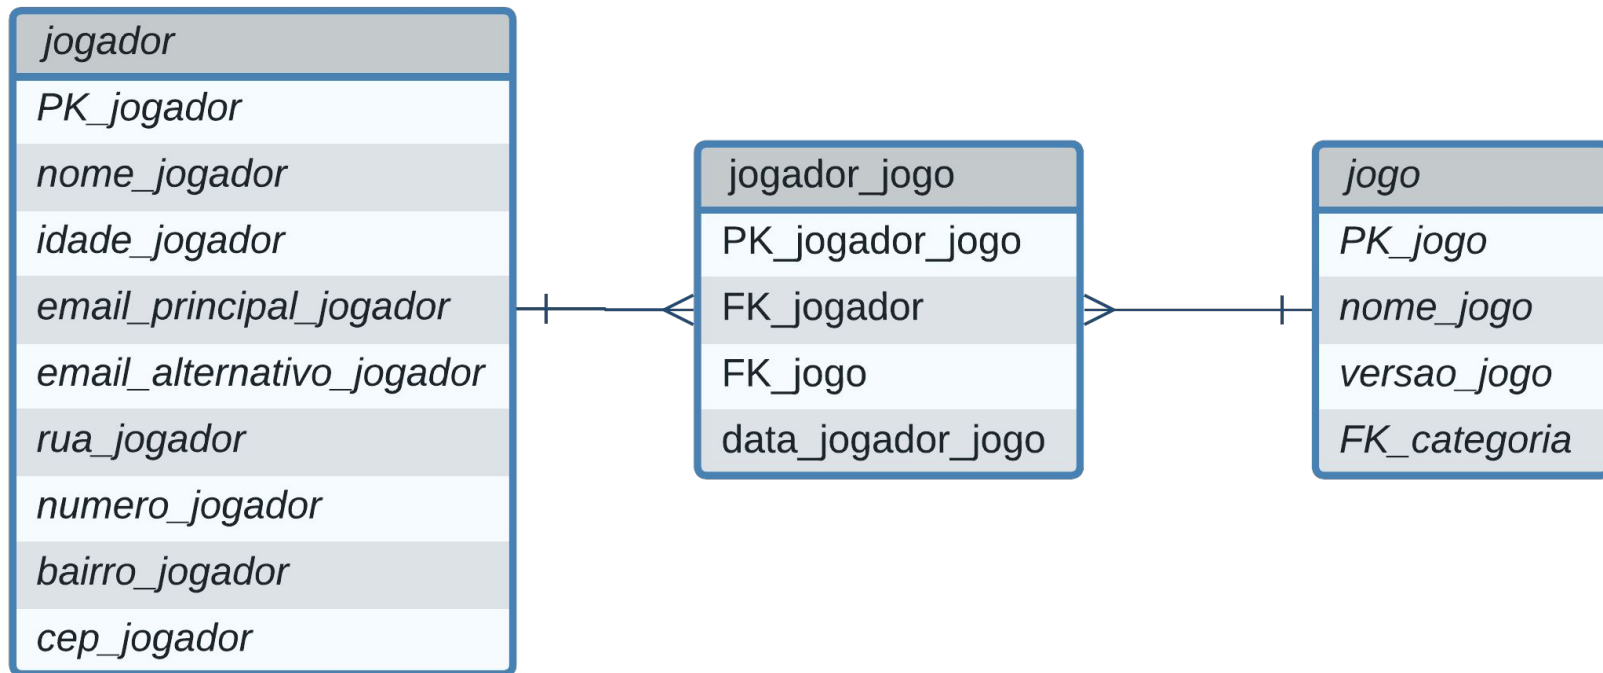 jogador
PK_jogador
nome_jogador
idade_jogador
email_principal_jogador
email_alternativo_jogador
rua_jogador
numero_jogador
bairro_jogador
cep_jogador
jogador_jogo
PK_jogador_jogo
FK_jogador
FK_jogo
data_jogador_jogo
jogo
PK_jogo
nome_jogo
versao_jogo
FK_categoria